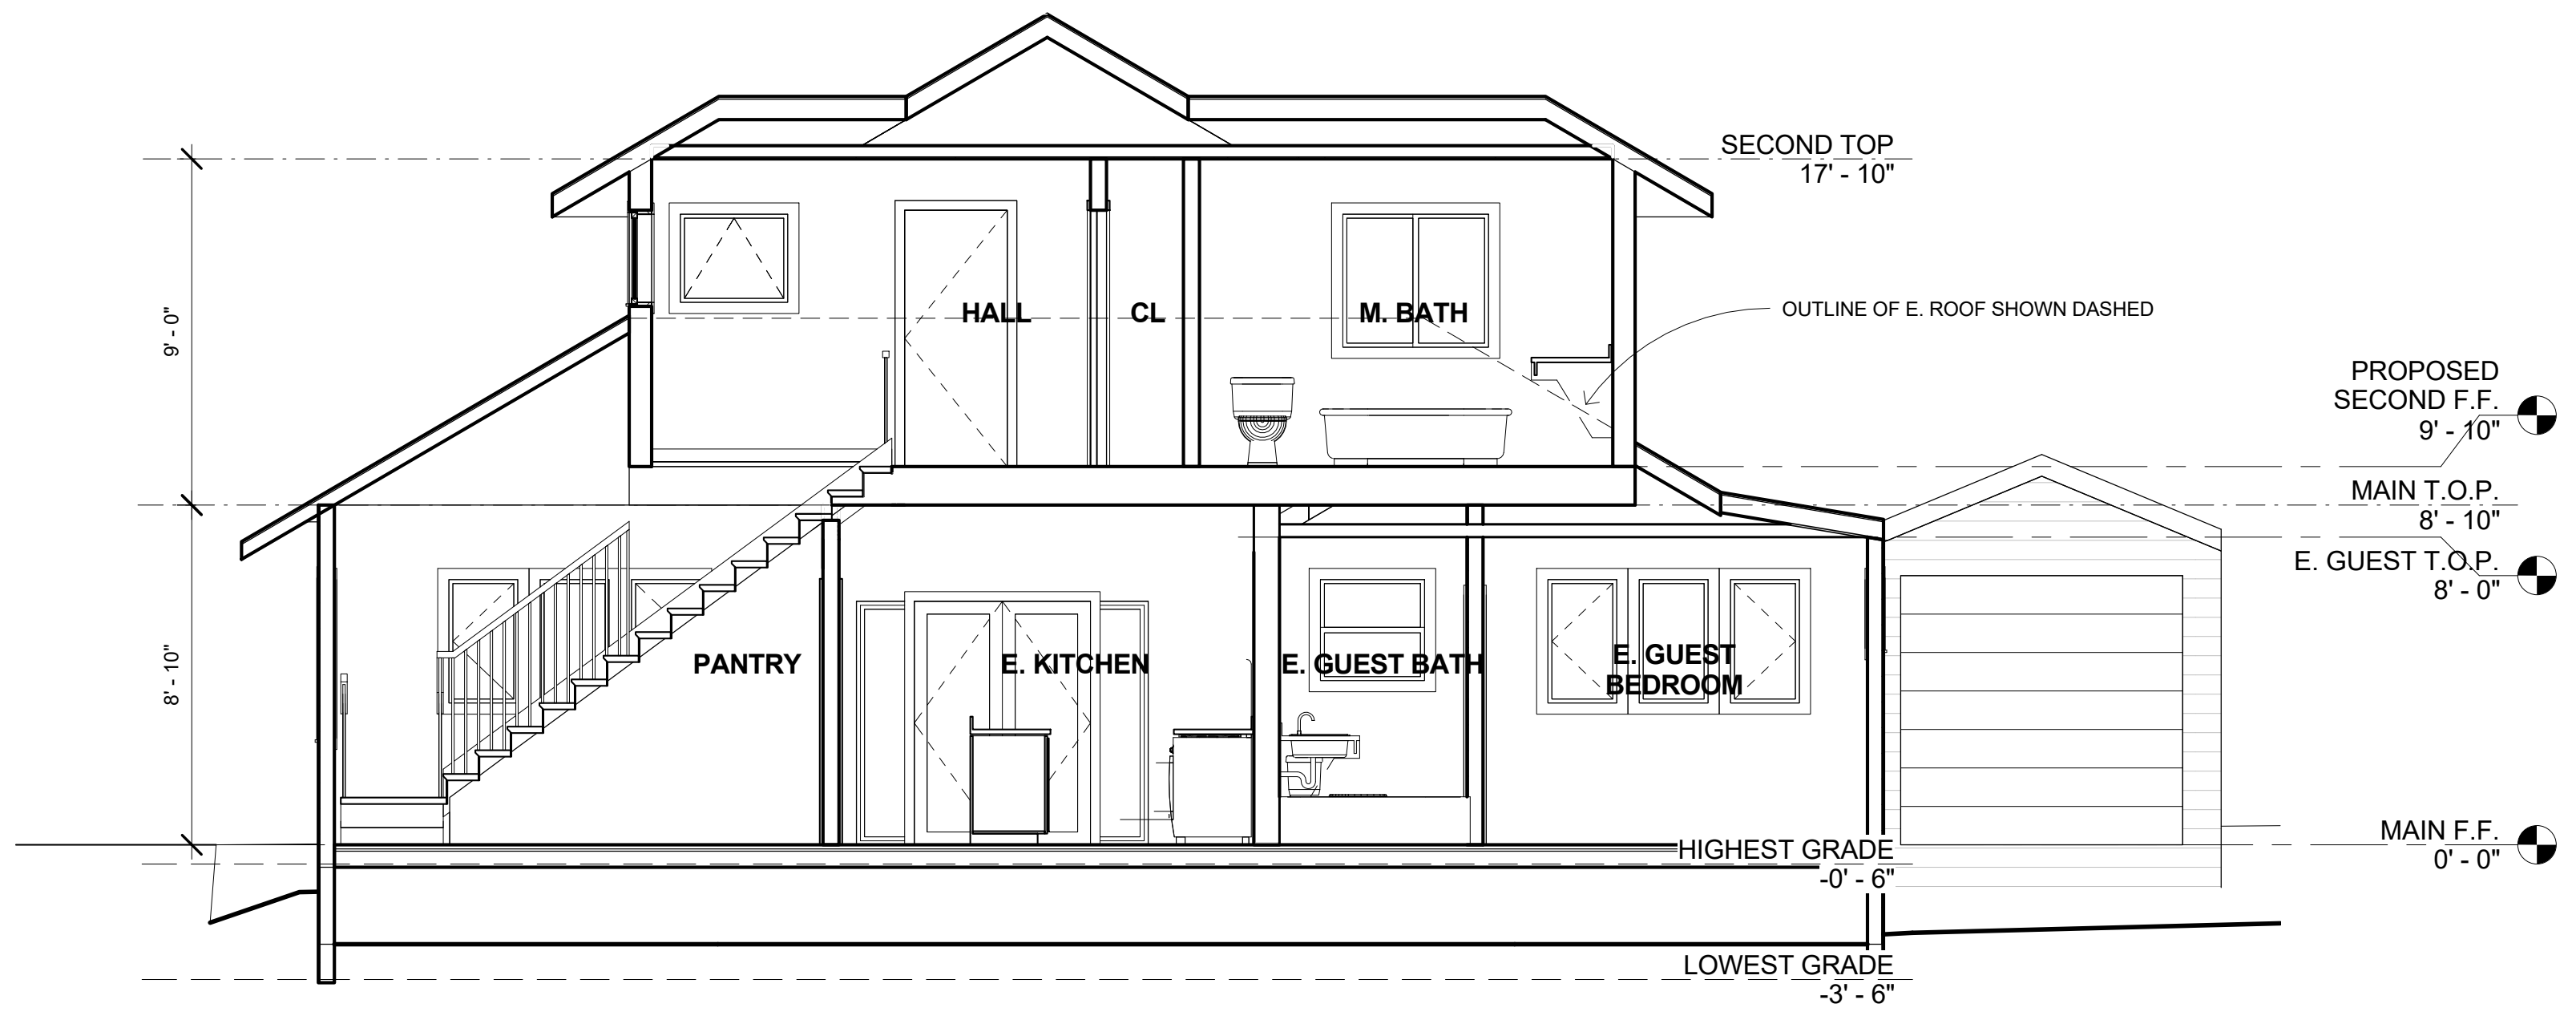 SECOND TOP
17' - 10"
HALL
CL
M. BATH
OUTLINE OF E. ROOF SHOWN DASHED
9' - 0"
PROPOSED
SECOND F.F.
9' - 10"
MAIN T.O.P.
8' - 10"
E. GUEST T.O.P.
8' - 0"
8' - 10"
PANTRY
E. KITCHEN
E. GUEST BATH
E. GUEST
BEDROOM
MAIN F.F.
0' - 0"
HIGHEST GRADE
-0' - 6"
LOWEST GRADE
-3' - 6"